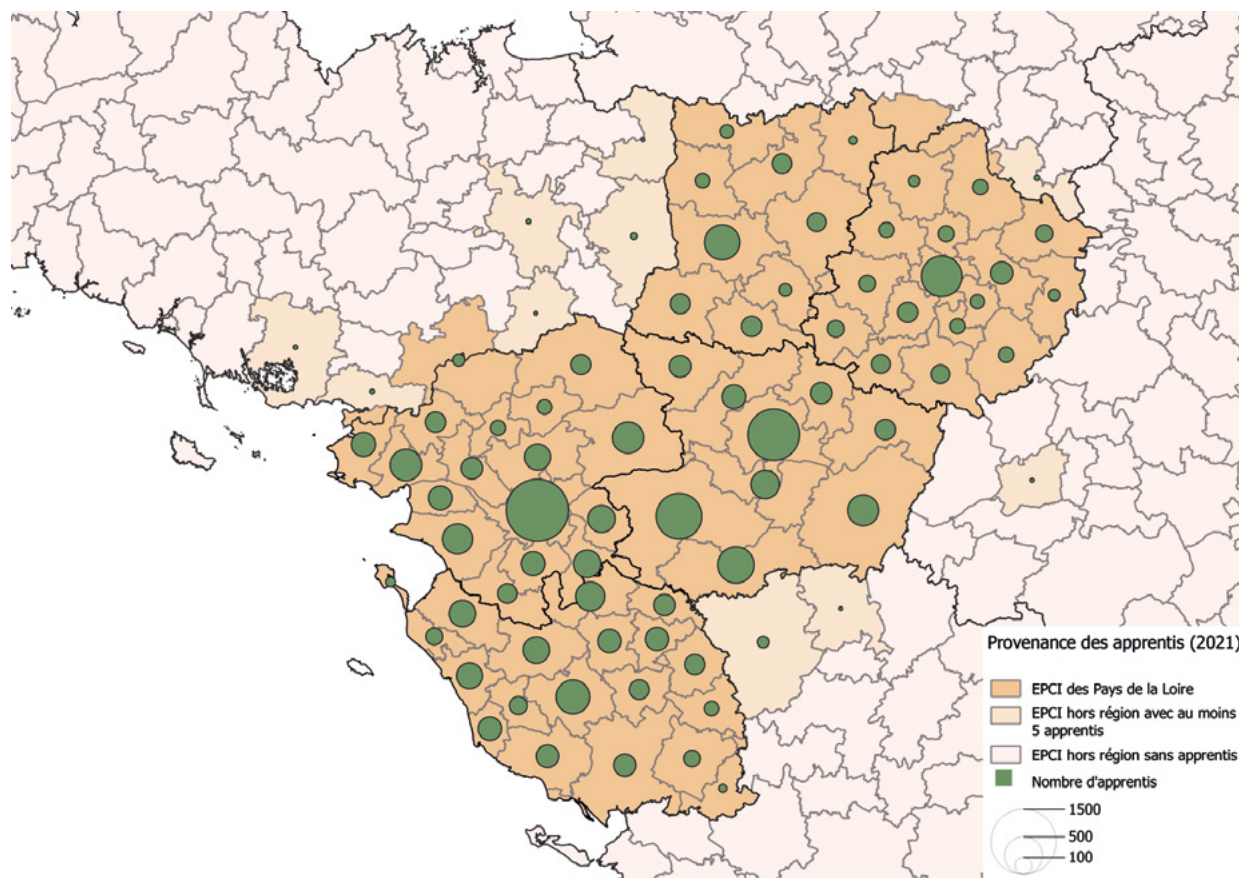 Provenance des apprentis (2021)
EPCI des Pays de la Loire
EPCI hors région avec au moins
5 apprentis
EPCI hors région sans apprentis
Nombre d'apprentis
1500
500
100